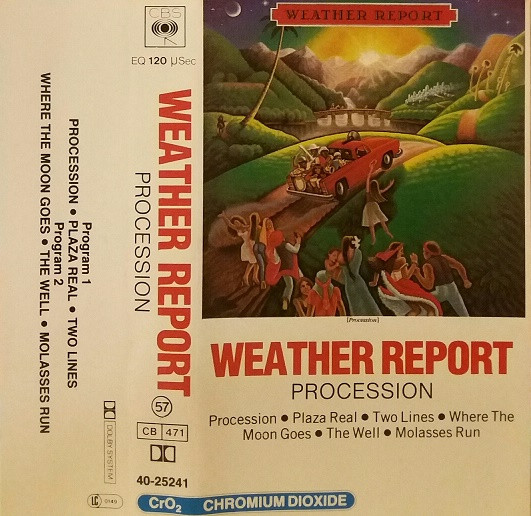 Program 1
PROCESSION • PLAZA REAL • TWO LINES
Program 2
WHERE THE MOON GOES • THE WELL • MOLASSES RUN
DOLBY SYSTEM
LC 0149
CBS
EQ 120 µSec
WEATHER REPORT
PROCESSION
57
CB 471
40-25241
WEATHER REPORT
[Procession]
WEATHER REPORT
PROCESSION
Procession • Plaza Real • Two Lines • Where The
Moon Goes • The Well • Molasses Run
CrO₂ CHROMIUM DIOXIDE